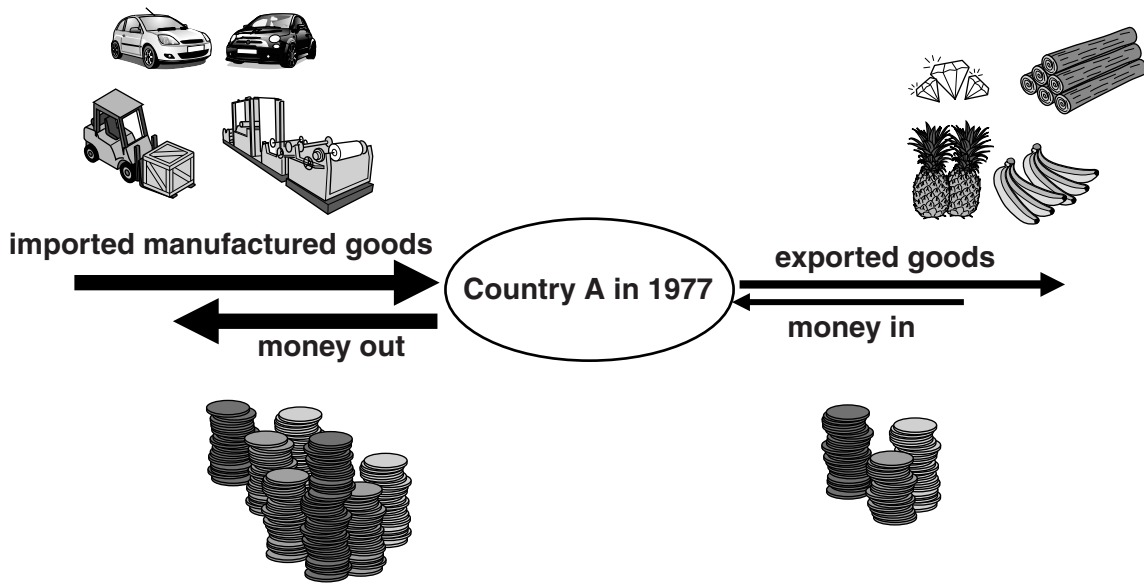 imported manufactured goods
money out
Country A in 1977
exported goods
money in